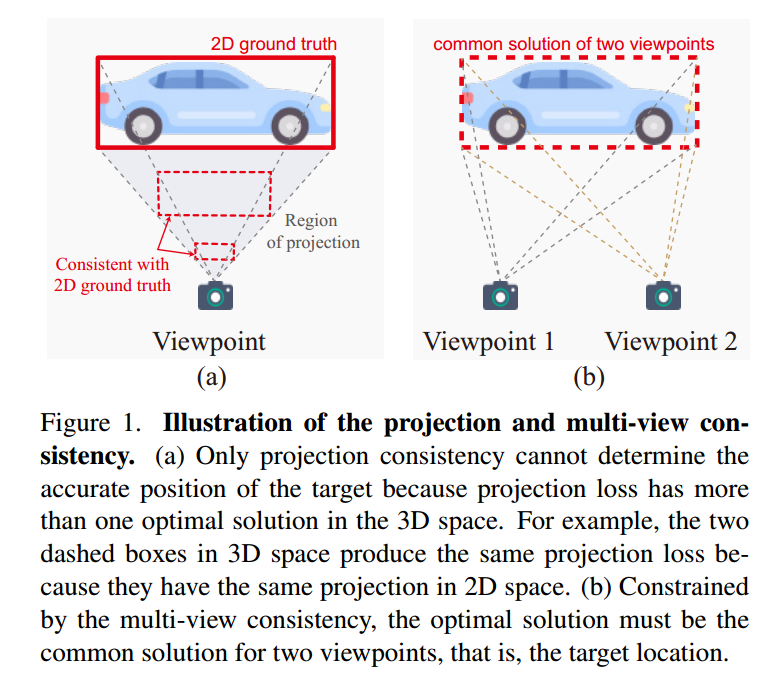 2D ground truth
Region
of projection
Consistent with
2D ground truth
Viewpoint
(a)
common solution of two viewpoints
Viewpoint 1
Viewpoint 2
(b)
Figure 1. Illustration of the projection and multi-view con-
sistency. (a) Only projection consistency cannot determine the
accurate position of the target because projection loss has more
than one optimal solution in the 3D space. For example, the two
dashed boxes in 3D space produce the same projection loss be-
cause they have the same projection in 2D space. (b) Constrained
by the multi-view consistency, the optimal solution must be the
common solution for two viewpoints, that is, the target location.